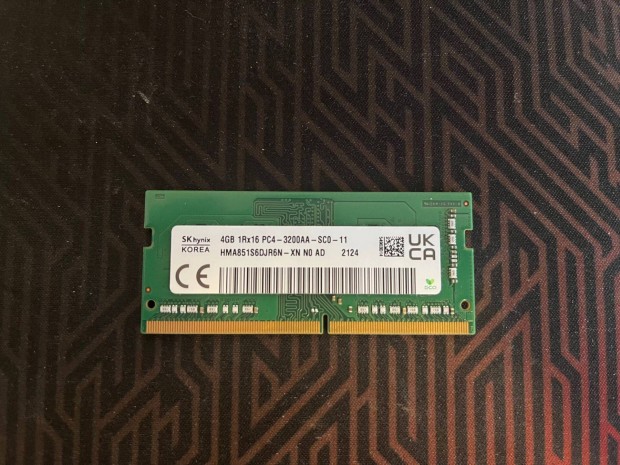 SK hynix
KOREA
4GB 1Rx16 PC4-3200AA-SC0-11
HMA851S6DJR6N-XN N0 AD 2124
CE
UK
CA